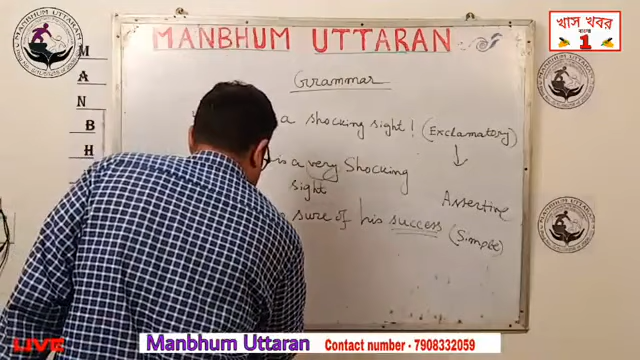 MANBHUM UTTARAN
খাস খবর
বাংলা
1
Grammar
MANBH
a shocking sight! (Exclamatory)
is a very Shocking
sight
Assertive
sure of his success (Simple)
LIVE
Manbhum Uttaran Contact number - 7908332059